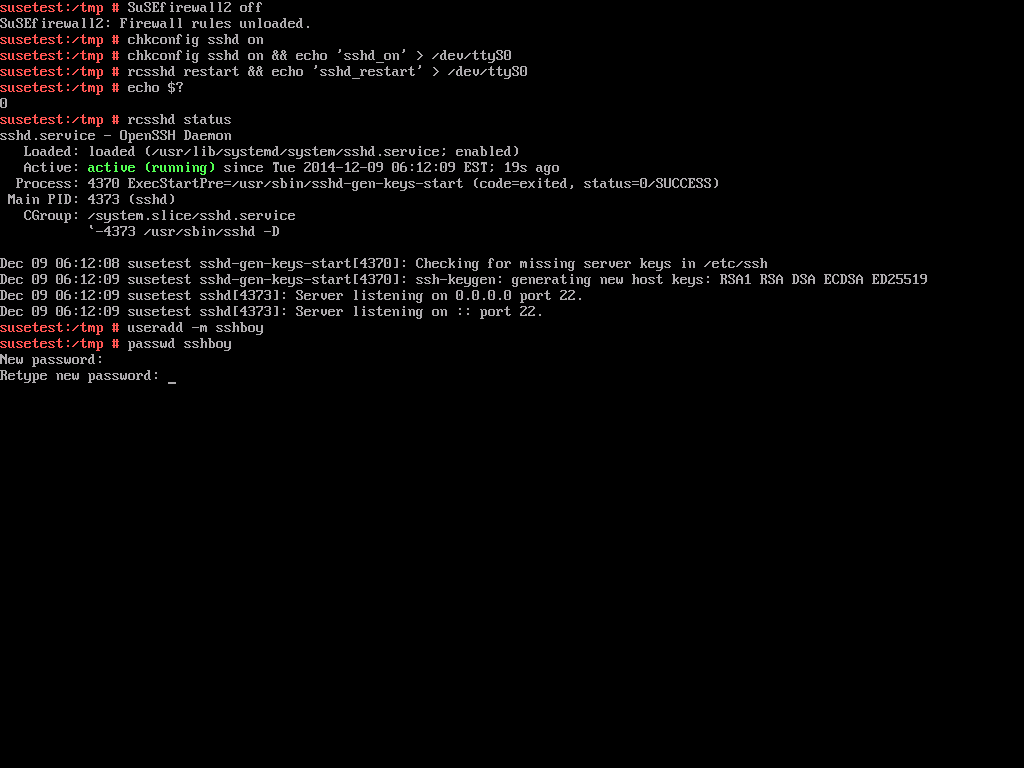 susetest:/tmp # SuSEfirewall2 off
SuSEfirewall2: Firewall rules unloaded.
susetest:/tmp # chkconfig sshd on
susetest:/tmp # chkconfig sshd on && echo 'sshd_on' > /dev/ttyS0
susetest:/tmp # rcsshd restart && echo 'sshd_restart' > /dev/ttyS0
susetest:/tmp # echo $?
0
susetest:/tmp # rcsshd status
sshd.service - OpenSSH Daemon
   Loaded: loaded (/usr/lib/systemd/system/sshd.service; enabled)
   Active: active (running) since Tue 2014-12-09 06:12:09 EST; 19s ago
  Process: 4370 ExecStartPre=/usr/sbin/sshd-gen-keys-start (code=exited, status=0/SUCCESS)
 Main PID: 4373 (sshd)
   CGroup: /system.slice/sshd.service
           `-4373 /usr/sbin/sshd -D

Dec 09 06:12:08 susetest sshd-gen-keys-start[4370]: Checking for missing server keys in /etc/ssh
Dec 09 06:12:09 susetest sshd-gen-keys-start[4370]: ssh-keygen: generating new host keys: RSA1 RSA DSA ECDSA ED25519
Dec 09 06:12:09 susetest sshd[4373]: Server listening on 0.0.0.0 port 22.
Dec 09 06:12:09 susetest sshd[4373]: Server listening on :: port 22.
susetest:/tmp # useradd -m sshboy
susetest:/tmp # passwd sshboy
New password:
Retype new password: _